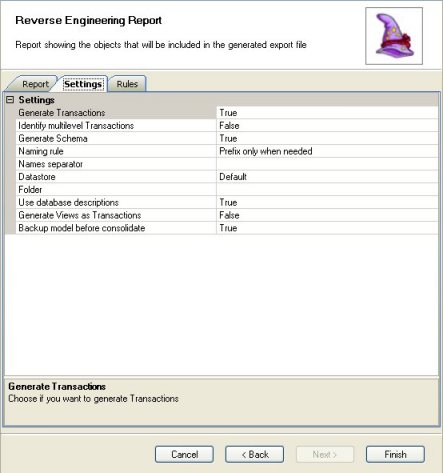 Reverse Engineering Report
Report showing the objects that will be included in the generated export file
Report Settings Rules
Settings
Generate Transactions True
Identify multilevel Transactions False
Generate Schema True
Naming rule Prefix only when needed
Names separator
Datastore Default
Folder
Use database descriptions True
Generate Views as Transactions False
Backup model before consolidate True
Generate Transactions
Choose if you want to generate Transactions
Cancel < Back Next > Finish